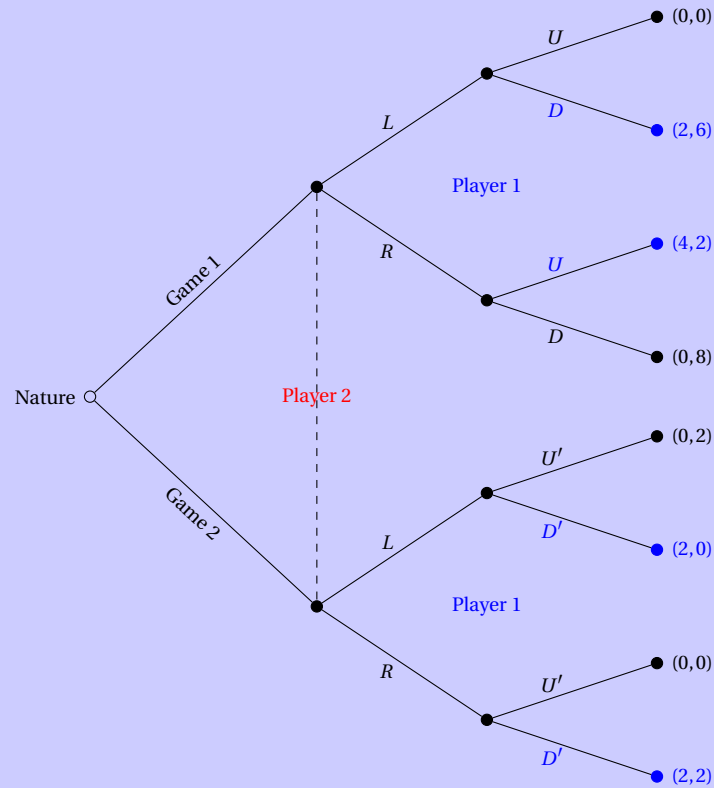 (0,0)
U
L
D
(2,6)
Player 1
Game 1
R
U
(4,2)
D
(0,8)
Nature
Player 2
Game 2
L
U′
(0,2)
D′
(2,0)
Player 1
R
U′
(0,0)
D′
(2,2)